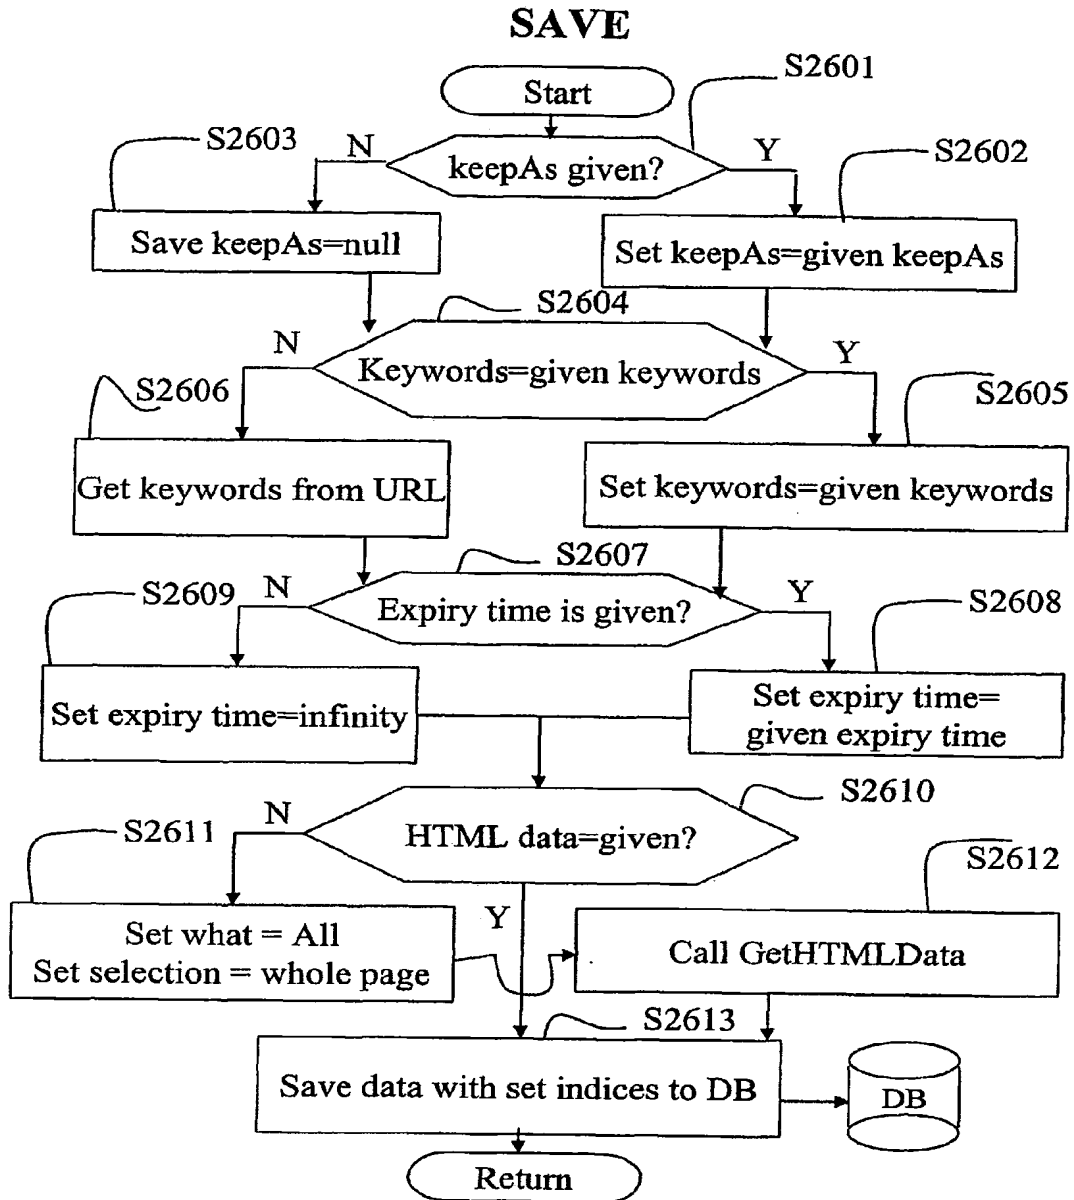 SAVE
Start
S2601
S2603
N
keepAs given?
Y
S2602
Save keepAs=null
Set keepAs=given keepAs
S2604
N
Keywords=given keywords
Y
S2606
S2605
Get keywords from URL
Set keywords=given keywords
S2607
S2609
N
Expiry time is given?
Y
S2608
Set expiry time=infinity
Set expiry time=
given expiry time
S2610
S2611
N
HTML data=given?
S2612
Set what = All
Set selection = whole page
Y
Call GetHTMLData
S2613
Save data with set indices to DB
DB
Return